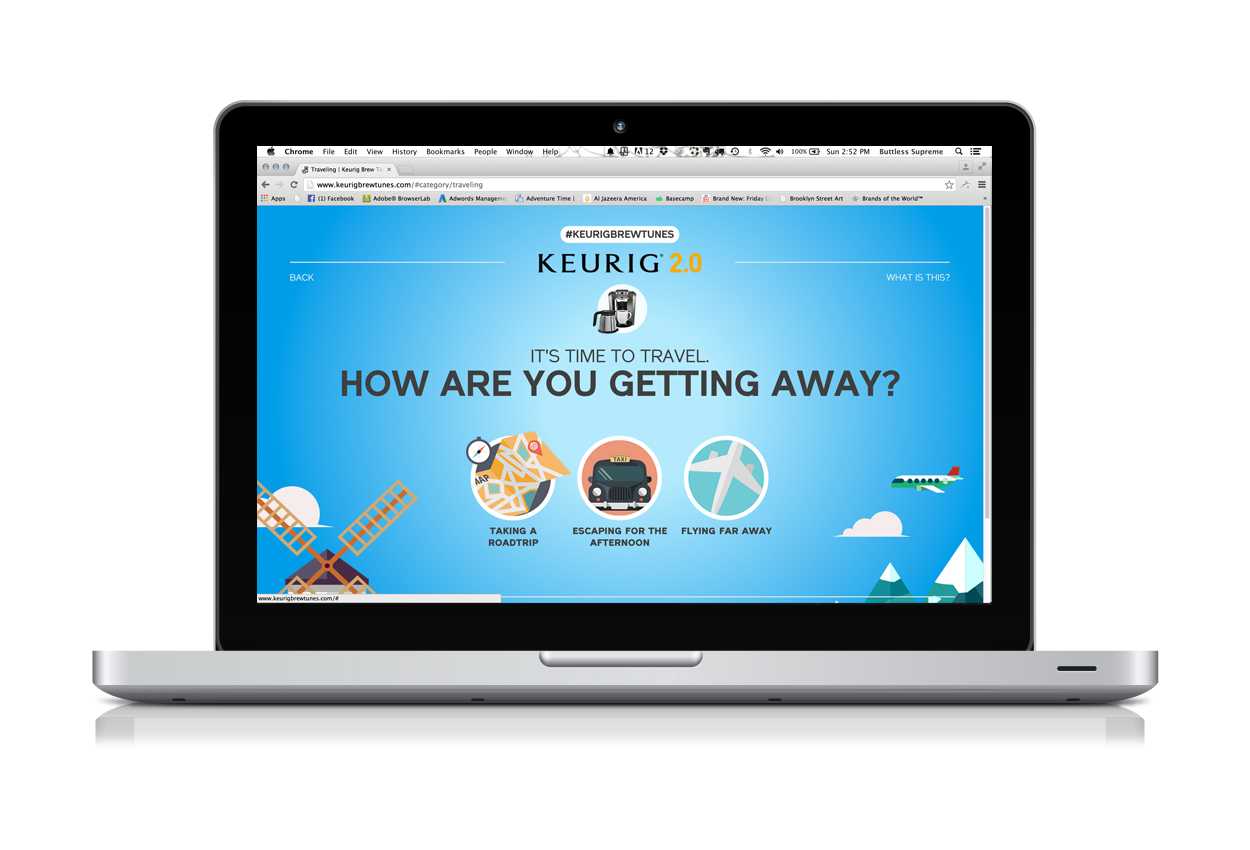 Chrome File Edit View History Bookmarks People Window Help 12 100% Sun 2:52 PM Buttless Supreme
Traveling | Keurig Brew Tu
www.keurigbrewtunes.com/#category/traveling
Apps (1) Facebook Adobe® BrowserLab Adwords Manageme Adventure Time | Al Jazeera America Basecamp Brand New: Friday L Brooklyn Street Art Brands of the World™ »
#KEURIGBREWTUNES
KEURIG® 2.0
BACK
WHAT IS THIS?
IT'S TIME TO TRAVEL.
HOW ARE YOU GETTING AWAY?
MAP
TAXI
TAKING A
ROADTRIP
ESCAPING FOR THE
AFTERNOON
FLYING FAR AWAY
www.keurigbrewtunes.com/#